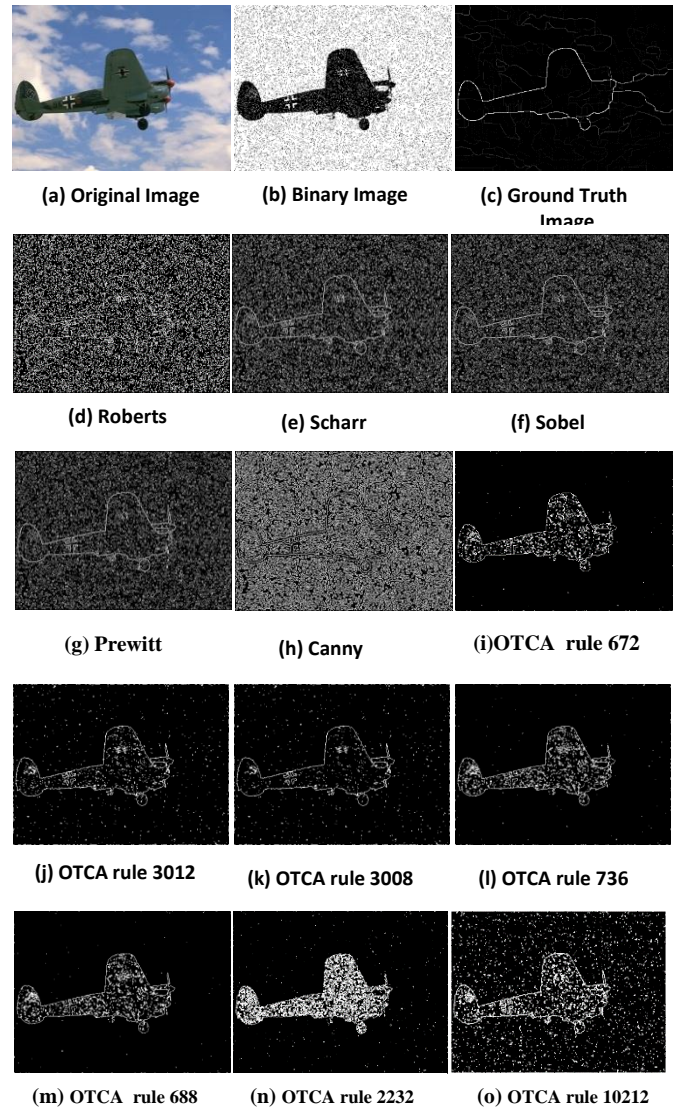 (a) Original Image
(b) Binary Image
(c) Ground Truth
Image
(d) Roberts
(e) Scharr
(f) Sobel
(g) Prewitt
(h) Canny
(i)OTCA rule 672
(j) OTCA rule 3012
(k) OTCA rule 3008
(l) OTCA rule 736
(m) OTCA rule 688
(n) OTCA rule 2232
(o) OTCA rule 10212